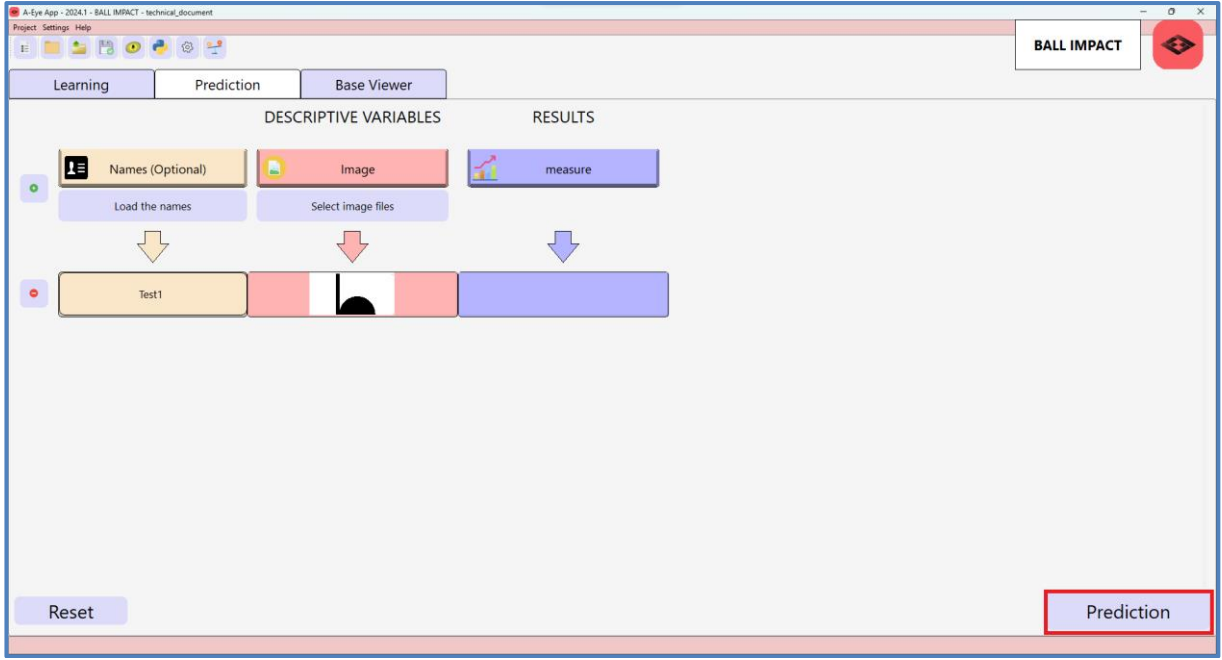 A-Eye App - 2024.1 - BALL IMPACT - technical_document
Project Settings Help
BALL IMPACT
Learning Prediction Base Viewer
DESCRIPTIVE VARIABLES RESULTS
Names (Optional) Image measure
Load the names Select image files
Test1
Reset Prediction